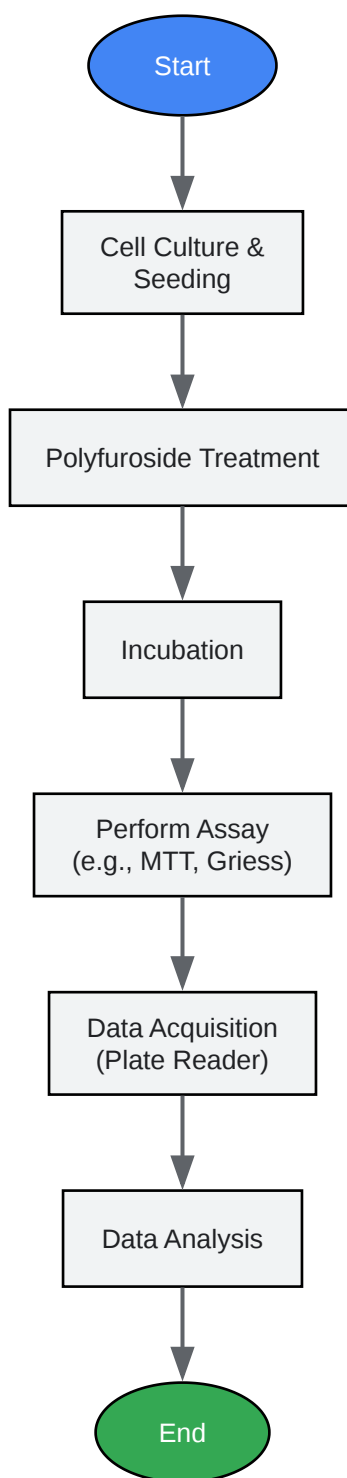 Start
Cell Culture &
Seeding
Polyfuroside Treatment
Incubation
Perform Assay
(e.g., MTT, Griess)
Data Acquisition
(Plate Reader)
Data Analysis
End